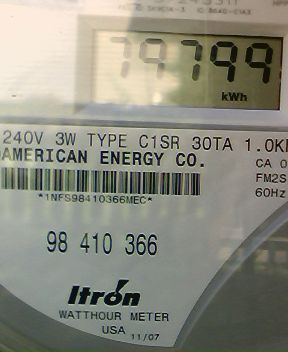 79799
kWh
240V 3W TYPE C1SR 30TA 1.0K
AMERICAN ENERGY CO.
CA 0
FM2S
60Hz
*1NFS98410366MEC*
98 410 366
Itrón
WATTHOUR METER
USA 11/07